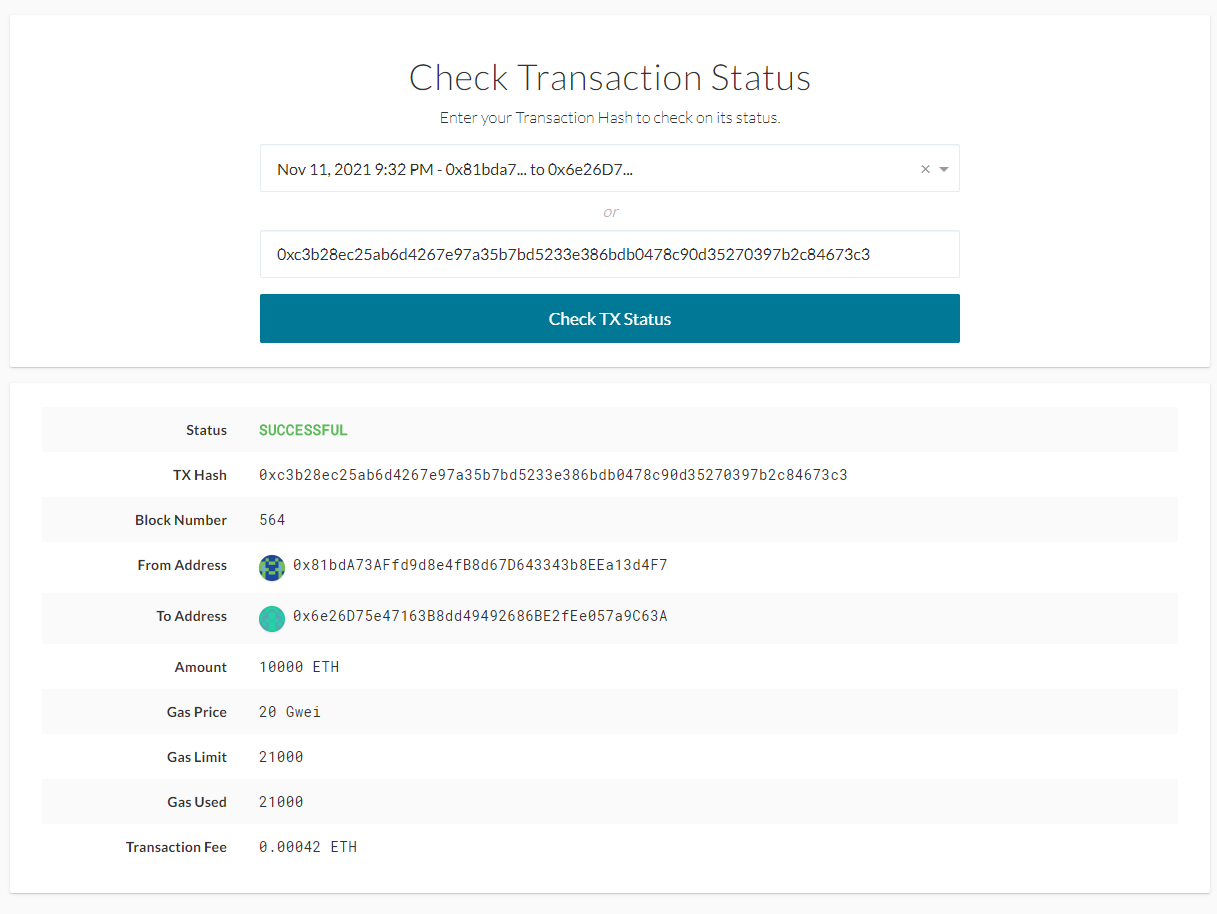 Check Transaction Status
Enter your Transaction Hash to check on its status.
Nov 11, 2021 9:32 PM - 0x81bda7... to 0x6e26D7...
or
0xc3b28ec25ab6d4267e97a35b7bd5233e386bdb0478c90d35270397b2c84673c3
Check TX Status
Status SUCCESSFUL
TX Hash 0xc3b28ec25ab6d4267e97a35b7bd5233e386bdb0478c90d35270397b2c84673c3
Block Number 564
From Address 0x81bdA73AFfd9d8e4fB8d67D643343b8EEa13d4F7
To Address 0x6e26D75e47163B8dd49492686BE2fEe057a9C63A
Amount 10000 ETH
Gas Price 20 Gwei
Gas Limit 21000
Gas Used 21000
Transaction Fee 0.00042 ETH